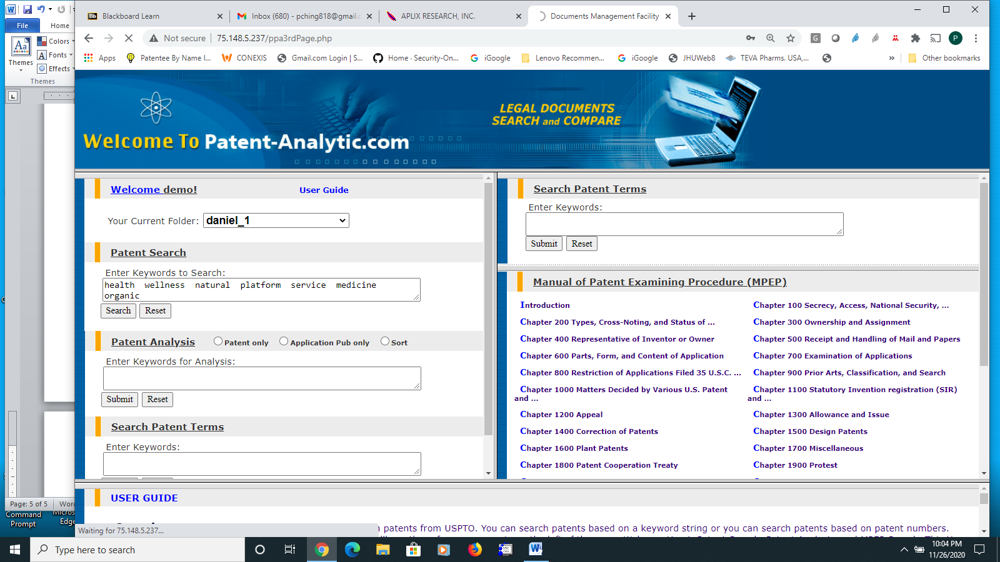 File
Home
Colors
Fonts
Effects
Themes
Themes
Page: 5 of 5
Command
Prompt
Edge
Blackboard Learn
Inbox (680) - pching818@gmail.c
APLIX RESEARCH, INC.
Documents Management Facility
Not secure
75.148.5.237/ppa3rdPage.php
Apps
Patentee By Name I...
CONEXIS
Gmail.com Login | S...
Home · Security-On...
iGoogle
Lenovo Recommen...
iGoogle
JHUWeb8
TEVA Pharms. USA,...
»
Other bookmarks
LEGAL DOCUMENTS
SEARCH and COMPARE
Welcome To Patent-Analytic.com
Welcome demo!
User Guide
Your Current Folder:
daniel_1
Patent Search
Enter Keywords to Search:
health wellness natural platform service medicine
organic
Search
Reset
Patent Analysis
Patent only
Application Pub only
Sort
Enter Keywords for Analysis:
Submit
Reset
Search Patent Terms
Enter Keywords:
Search Patent Terms
Enter Keywords:
Submit
Reset
Manual of Patent Examining Procedure (MPEP)
Introduction
Chapter 100 Secrecy, Access, National Security, ...
Chapter 200 Types, Cross-Noting, and Status of ...
Chapter 300 Ownership and Assignment
Chapter 400 Representative of Inventor or Owner
Chapter 500 Receipt and Handling of Mail and Papers
Chapter 600 Parts, Form, and Content of Application
Chapter 700 Examination of Applications
Chapter 800 Restriction of Applications Filed 35 U.S.C. ...
Chapter 900 Prior Arts, Classification, and Search
Chapter 1000 Matters Decided by Various U.S. Patent
and ...
Chapter 1100 Statutory Invention registration (SIR)
and ...
Chapter 1200 Appeal
Chapter 1300 Allowance and Issue
Chapter 1400 Correction of Patents
Chapter 1500 Design Patents
Chapter 1600 Plant Patents
Chapter 1700 Miscellaneous
Chapter 1800 Patent Cooperation Treaty
Chapter 1900 Protest
USER GUIDE
patents from USPTO. You can search patents based on a keyword string or you can search patents based on patent numbers.
Waiting for 75.148.5.237...
Type here to search
10:04 PM
11/26/2020